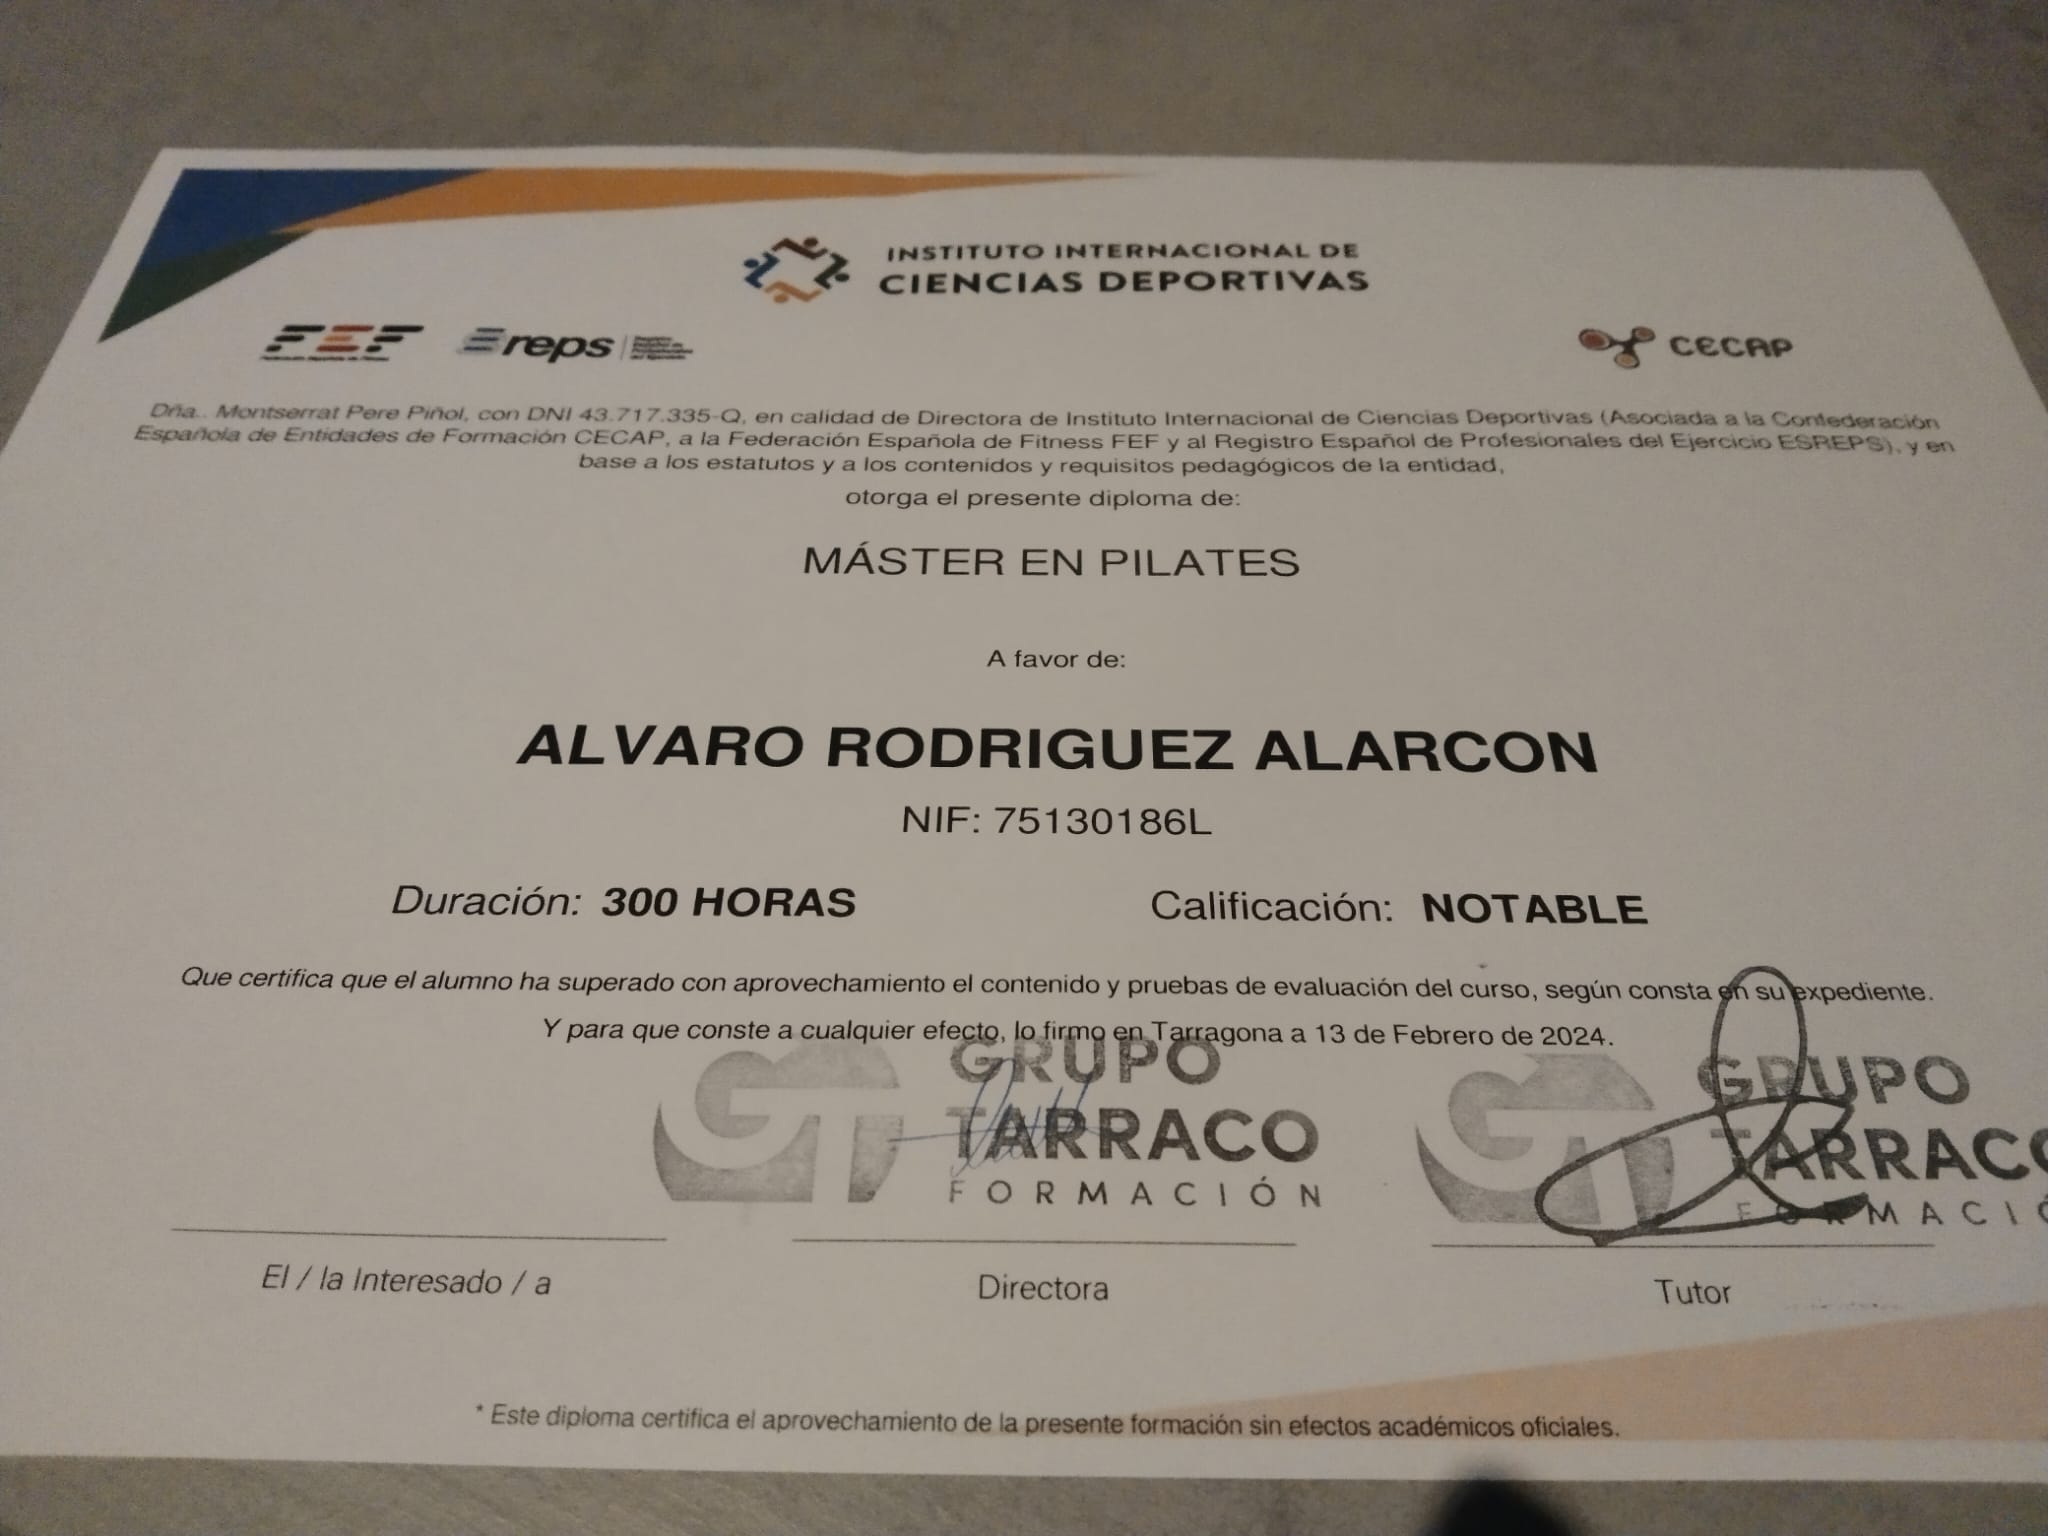 INSTITUTO INTERNACIONAL DE
CIENCIAS DEPORTIVAS
FEF
reps
CECAP
Dña.. Montserrat Pere Piñol, con DNI 43.717.335-Q, en calidad de Directora de Instituto Internacional de Ciencias Deportivas (Asociada a la Confederación
Española de Entidades de Formación CECAP, a la Federación Española de Fitness FEF y al Registro Español de Profesionales del Ejercicio ESREPS), y en
base a los estatutos y a los contenidos y requisitos pedagógicos de la entidad,
otorga el presente diploma de:
MÁSTER EN PILATES
A favor de:
ALVARO RODRIGUEZ ALARCON
NIF: 75130186L
Duración: 300 HORAS Calificación: NOTABLE
Que certifica que el alumno ha superado con aprovechamiento el contenido y pruebas de evaluación del curso, según consta en su expediente.
Y para que conste a cualquier efecto, lo firmo en Tarragona a 13 de Febrero de 2024.
GT GRUPO
TARRACO
FORMACIÓN
GT GRUPO
TARRACO
FORMACIÓ
El / la Interesado / a Directora Tutor
* Este diploma certifica el aprovechamiento de la presente formación sin efectos académicos oficiales.